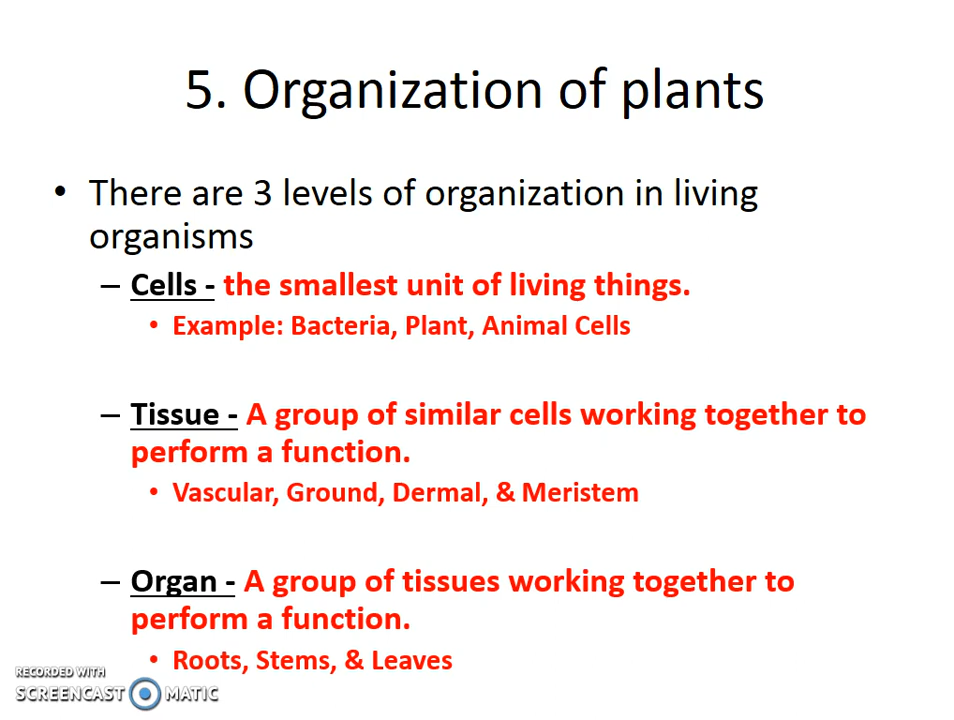 5. Organization of plants
• There are 3 levels of organization in living
organisms
– Cells - the smallest unit of living things.
• Example: Bacteria, Plant, Animal Cells
– Tissue - A group of similar cells working together to
perform a function.
• Vascular, Ground, Dermal, & Meristem
– Organ - A group of tissues working together to
perform a function.
• Roots, Stems, & Leaves
RECORDED WITH
SCREENCAST MATIC